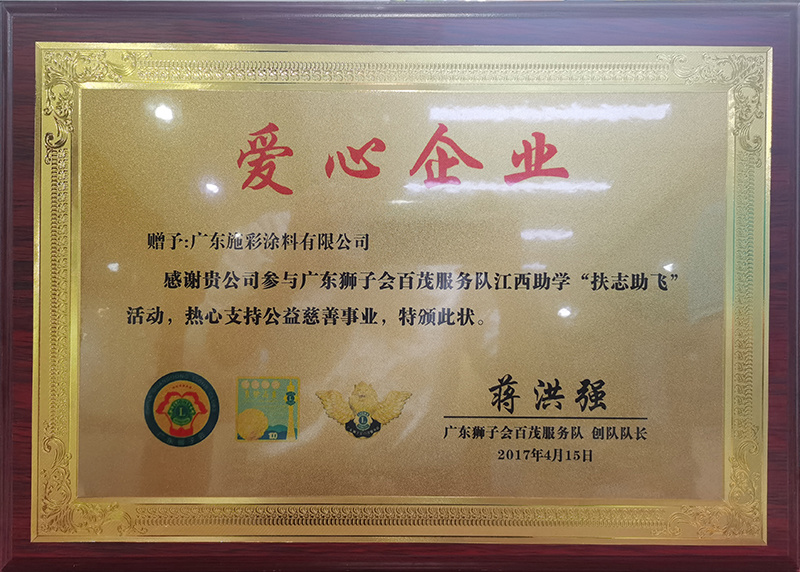 爱心企业
赠予:广东施彩涂料有限公司
感谢贵公司参与广东狮子会百茂服务队江西助学“扶志助飞”
活动，热心支持公益慈善事业，特颁此状。
蒋洪强
广东狮子会百茂服务队 创队队长
2017年4月15日
L
L
100
L